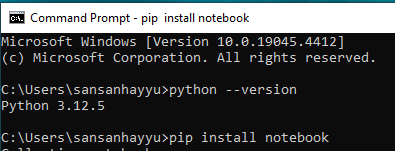 Command Prompt - pip  install notebook
Microsoft Windows [Version 10.0.19045.4412]
(c) Microsoft Corporation. All rights reserved.
C:\Users\sansanhayyu>python --version
Python 3.12.5
C:\Users\sansanhayyu>pip install notebook